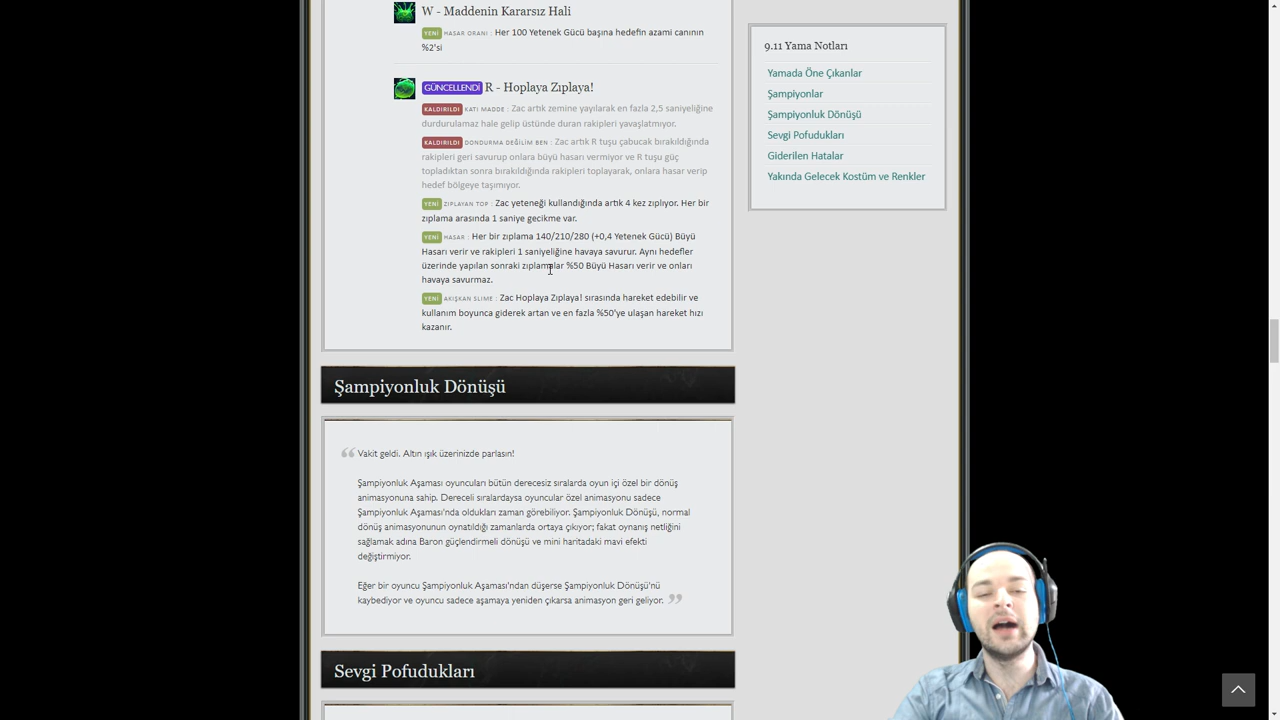 W - Maddenin Kararsız Hali
YENİ HASAR ORANI : Her 100 Yetenek Gücü başına hedefin azami canının
%2'si
GÜNCELLENDİ R - Hoplaya Zıplaya!
KALDIRILDI KATI MADDE : Zac artık zemine yayılarak en fazla 2,5 saniyeliğine
durdurulamaz hale gelip üstünde duran rakipleri yavaşlatmıyor.
KALDIRILDI DONDURMA DEĞİLİM BEN : Zac artık R tuşu çabucak bırakıldığında
rakipleri geri savurup onlara büyü hasarı vermiyor ve R tuşu güç
topladıktan sonra bırakıldığında rakipleri toplayarak, onlara hasar verip
hedef bölgeye taşımıyor.
YENİ ZIPLAYAN TOP : Zac yeteneği kullandığında artık 4 kez zıplıyor. Her bir
zıplama arasında 1 saniye gecikme var.
YENİ HASAR : Her bir zıplama 140/210/280 (+0,4 Yetenek Gücü) Büyü
Hasarı verir ve rakipleri 1 saniyeliğine havaya savurur. Aynı hedefler
üzerinde yapılan sonraki zıplamalar %50 Büyü Hasarı verir ve onları
havaya savurmaz.
YENİ AKIŞKAN SLIME : Zac Hoplaya Zıplaya! sırasında hareket edebilir ve
kullanım boyunca giderek artan ve en fazla %50'ye ulaşan hareket hızı
kazanır.
Şampiyonluk Dönüşü
Vakit geldi. Altın ışık üzerinizde parlasın!
Şampiyonluk Aşaması oyuncuları bütün derecesiz sıralarda oyun içi özel bir dönüş
animasyonuna sahip. Dereceli sıralardaysa oyuncular özel animasyonu sadece
Şampiyonluk Aşaması'nda oldukları zaman görebiliyor. Şampiyonluk Dönüşü, normal
dönüş animasyonunun oynatıldığı zamanlarda ortaya çıkıyor; fakat oynanış netliğini
sağlamak adına Baron güçlendirmeli dönüşü ve mini haritadaki mavi efekti
değiştirmiyor.
Eğer bir oyuncu Şampiyonluk Aşaması'ndan düşerse Şampiyonluk Dönüşü'nü
kaybediyor ve oyuncu sadece aşamaya yeniden çıkarsa animasyon geri geliyor.
Sevgi Pofudukları
9.11 Yama Notları
Yamada Öne Çıkanlar
Şampiyonlar
Şampiyonluk Dönüşü
Sevgi Pofudukları
Giderilen Hatalar
Yakında Gelecek Kostüm ve Renkler